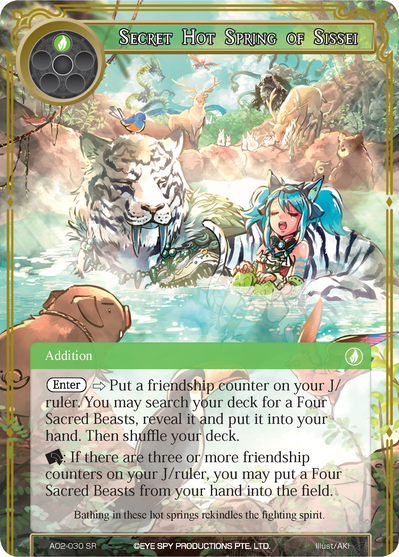 Secret Hot Spring of Sissei
Addition
Enter ⇨ Put a friendship counter on your J/
ruler. You may search your deck for a Four
Sacred Beasts, reveal it and put it into your
hand. Then shuffle your deck.
: If there are three or more friendship
counters on your J/ruler, you may put a Four
Sacred Beasts from your hand into the field.
Bathing in these hot springs rekindles the fighting spirit.
A02-030 SR ©EYE SPY PRODUCTIONS PTE. LTD. Illust/AKI